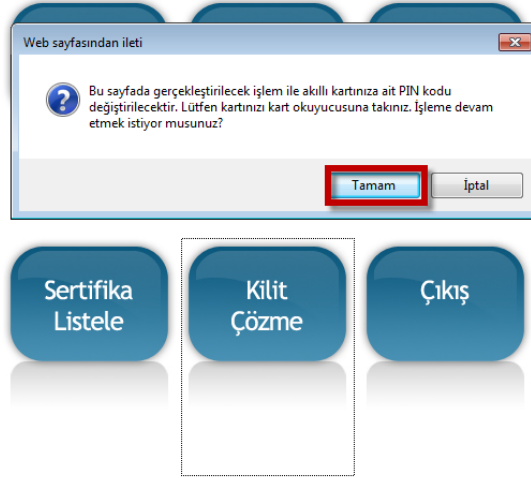 Web sayfasından ileti
Bu sayfada gerçekleştirilecek işlem ile akıllı kartınıza ait PIN kodu
değiştirilecektir. Lütfen kartınızı kart okuyucusuna takınız. İşleme devam
etmek istiyor musunuz?
Tamam İptal
Sertifika Kilit Çıkış
Listele Çözme